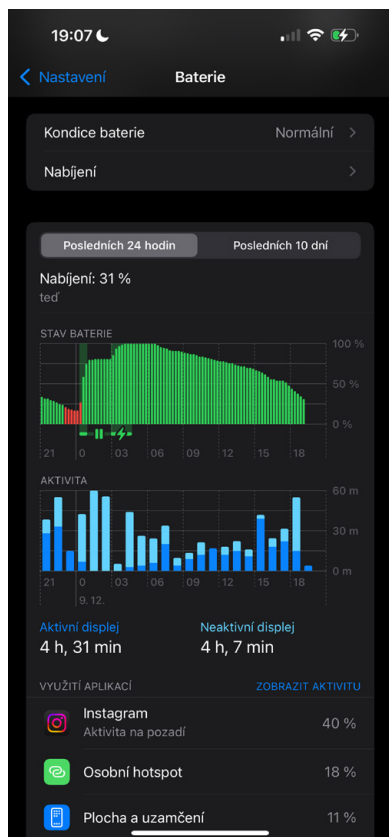 19:07
Nastavení
Baterie
Kondice baterie Normální
Nabíjení
Posledních 24 hodin Posledních 10 dní
Nabíjení: 31 %
teď
STAV BATERIE
100 %
50 %
0 %
21 0 03 06 09 12 15 18
AKTIVITA
60 m
30 m
0 m
21 0 03 06 09 12 15 18
9. 12.
Aktivní displej Neaktivní displej
4 h, 31 min 4 h, 7 min
VYUŽITÍ APLIKACÍ ZOBRAZIT AKTIVITU
Instagram
Aktivita na pozadí
40 %
Osobní hotspot 18 %
Plocha a uzamčení 11 %